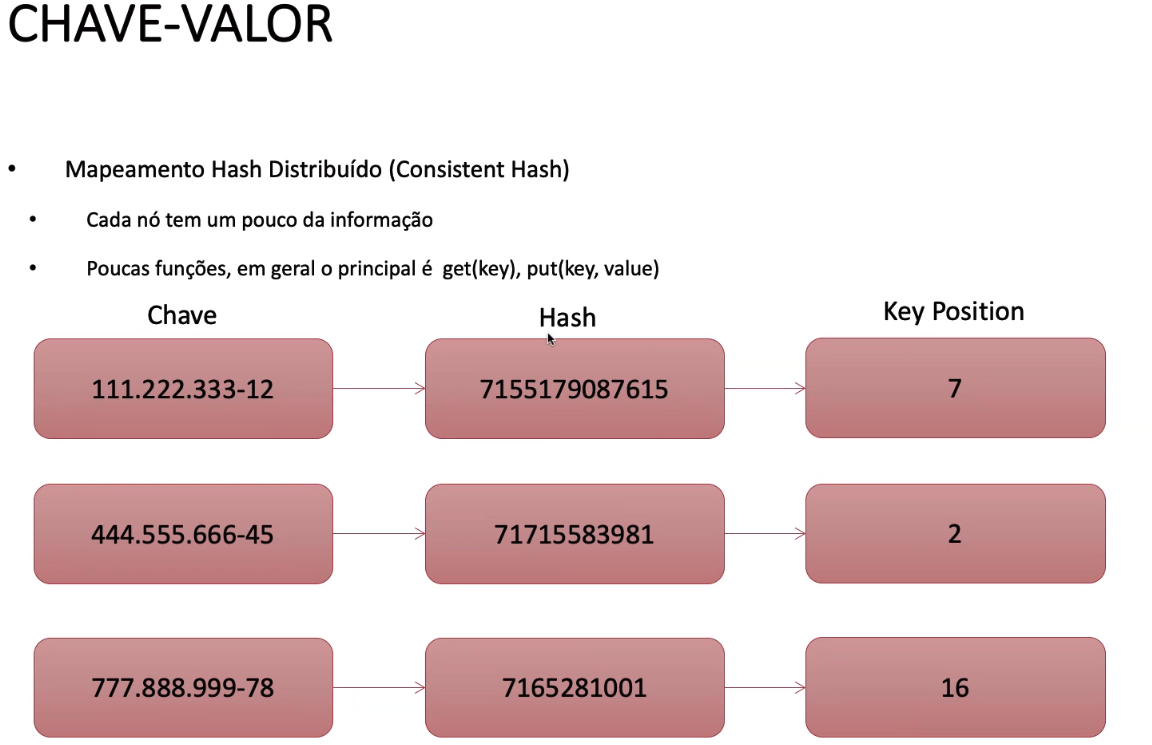 CHAVE-VALOR
• Mapeamento Hash Distribuído (Consistent Hash)
• Cada nó tem um pouco da informação
• Poucas funções, em geral o principal é get(key), put(key, value)
Chave Hash Key Position
111.222.333-12 7155179087615 7
444.555.666-45 71715583981 2
777.888.999-78 7165281001 16